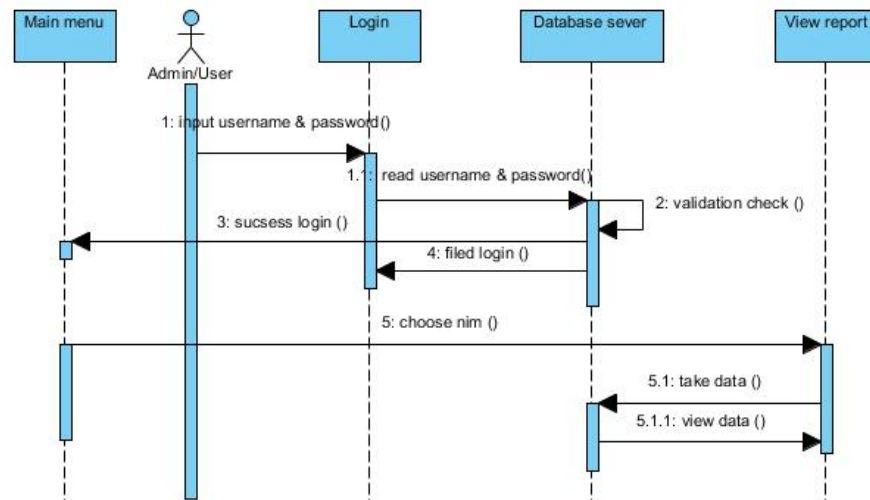 Main menu
Login
Database sever
View report
Admin/User
1: input username & password()
1.1: read username & password()
2: validation check ()
3: sucsess login ()
4: filed login ()
5: choose nim ()
5.1: take data ()
5.1.1: view data ()